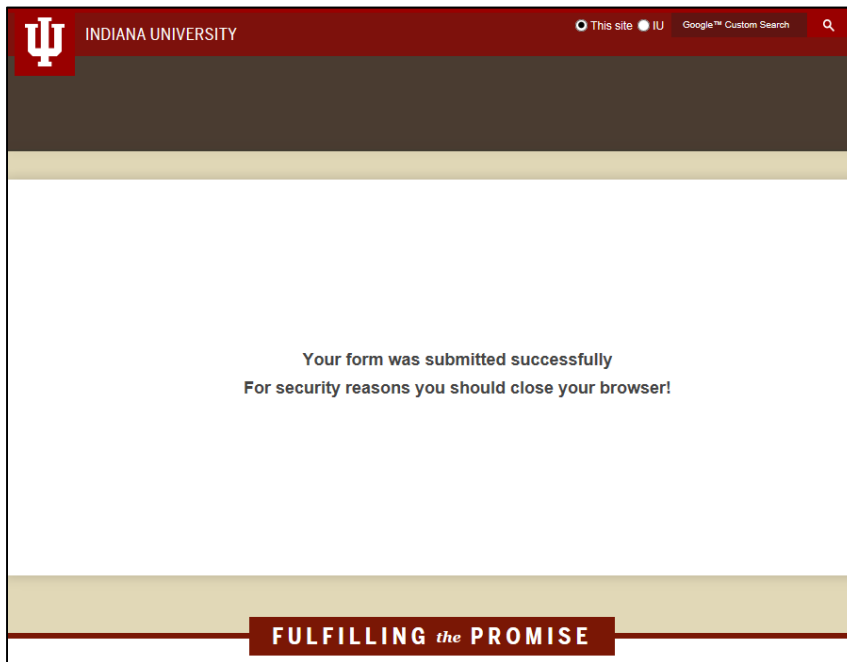 INDIANA UNIVERSITY
This site IU Google™ Custom Search
Your form was submitted successfully
For security reasons you should close your browser!
FULFILLING the PROMISE